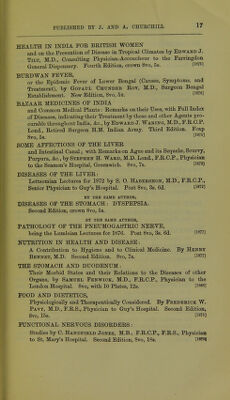 PUBLISHED BY J. AND A. CHURCHILL 17
HEALTH IN INDIA FOR BRITISH WOMEN
and on the Prevention of Disease in Tropical Climates by EDWARD J.
TILT, M.D., Consulting Physician-Accoucheur to the Farringdon
General Dispensary. Fourth Edition, crown 8vo, 5s. [1875]
BURDWAN FEVER,
or the Epidemic Fever of Lower Bengal (Causes, Symptoms, and
Treatment), by GOPAUL CHUNDER ROY, M.D., Surgeon Bengal
Establishment. New Edition, 8vo, 5s. [1876]
BAZAAR MEDICINES OF INDIA
and Common Medical Plants: Remarks on their Uses, with Full Index
of Diseases, indicating their Treatment by these and other Agents pro-
curable throughout India, &c., by EDWARD J. WARING, M.D., F.R.C.P.
Lond., Retired Surgeon H.M. Indian Army. Third Edition. Fcap
8vo, 5s. [1875]
SOME AFFECTIONS OF THE LIVER
and Intestinal Canal; with Remarks on Ague and its Sequelæ, Scurvy,
Purpura, &c., by STEPHEN H. WARD, M.D. Lond., F.R.C.P., Physician
to the Seamen's Hospital, Greenwich. 8vo, 7s. [1872]
DISEASES OF THE LIVER:
Lettsomian Lectures for 1872 by S. O. HABERSHON, M.D., F.R.C.P.,
Senior Physician to Guy's Hospital. Post 8vo, 3s. 6d. [1872]
BY THE SAME AUTHOR,
DISEASES OF THE STOMACH: DYSPEPSIA.
Second Edition, crown 8vo, 5s.
BY THE SAME AUTHOR,
PATHOLOGY OF THE PNEUMOGASTRIC NERVE,
being the Lumleian Lectures for 1876. Post 8vo, 3s. 6d. [1877]
NUTRITION IN HEALTH AND DISEASE:
A Contribution to Hygiene and to Clinical Medicine. By HENRY
BENNET, M.D. Second Edition. 8vo, 7s. [1877]
THE STOMACH AND DUODENUM:
Their Morbid States and their Relations to the Diseases of other
Organs, by SAMUEL FENWICK, M.D., F.R.C.P., Physician to the
London Hospital. 8vo, with 10 Plates, 12s. [1868]
FOOD AND DIETETICS,
Physiologically and Therapeutically Considered. By FREDERICK W.
PAVY, M.D., F.R.S., Physician to Guy's Hospital. Second Edition,
8vo, 15s. [1875]
FUNCTIONAL NERVOUS DISORDERS:
Studies by C. HANDFIELD JONES, M.B., F.R.C.P., F.R.S., Physician
to St. Mary's Hospital. Second Edition, 8vo, 18s. [1870]